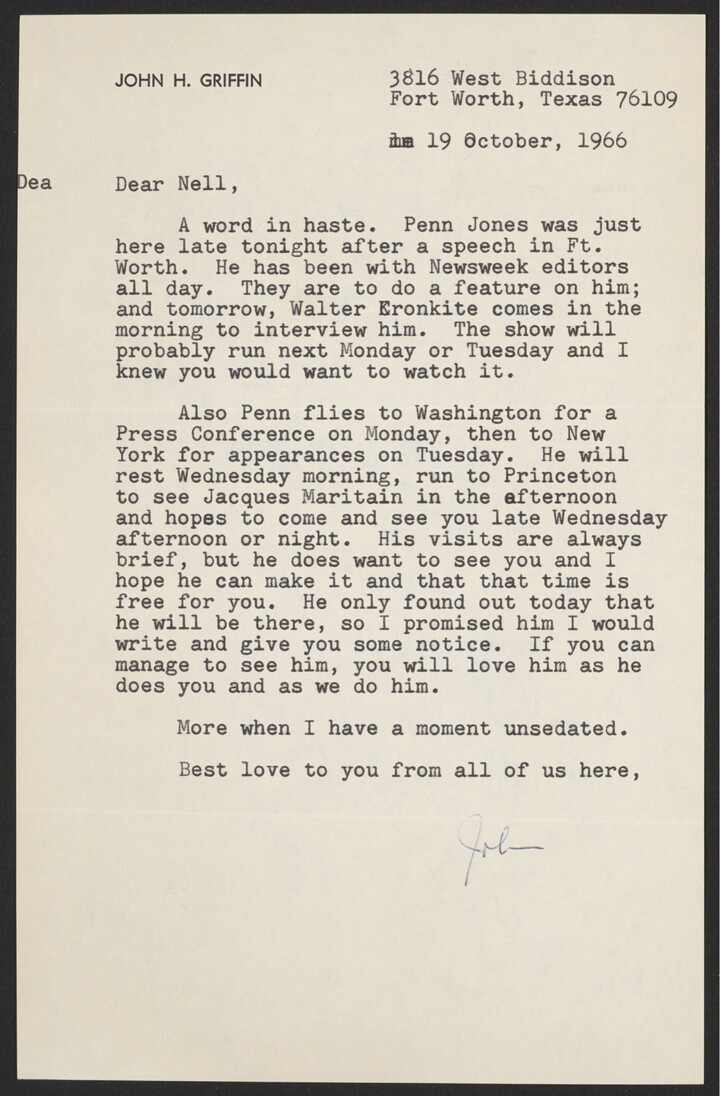 JOHN H. GRIFFIN
3816 West Biddison
Fort Worth, Texas 76109
19 October, 1966
Dea Dear Nell,
A word in haste. Penn Jones was just
here late tonight after a speech in Ft.
Worth. He has been with Newsweek editors
all day. They are to do a feature on him;
and tomorrow, Walter Kronkite comes in the
morning to interview him. The show will
probably run next Monday or Tuesday and I
knew you would want to watch it.
Also Penn flies to Washington for a
Press Conference on Monday, then to New
York for appearances on Tuesday. He will
rest Wednesday morning, run to Princeton
to see Jacques Maritain in the afternoon
and hopes to come and see you late Wednesday
afternoon or night. His visits are always
brief, but he does want to see you and I
hope he can make it and that that time is
free for you. He only found out today that
he will be there, so I promised him I would
write and give you some notice. If you can
manage to see him, you will love him as he
does you and as we do him.
More when I have a moment unsedated.
Best love to you from all of us here,
John